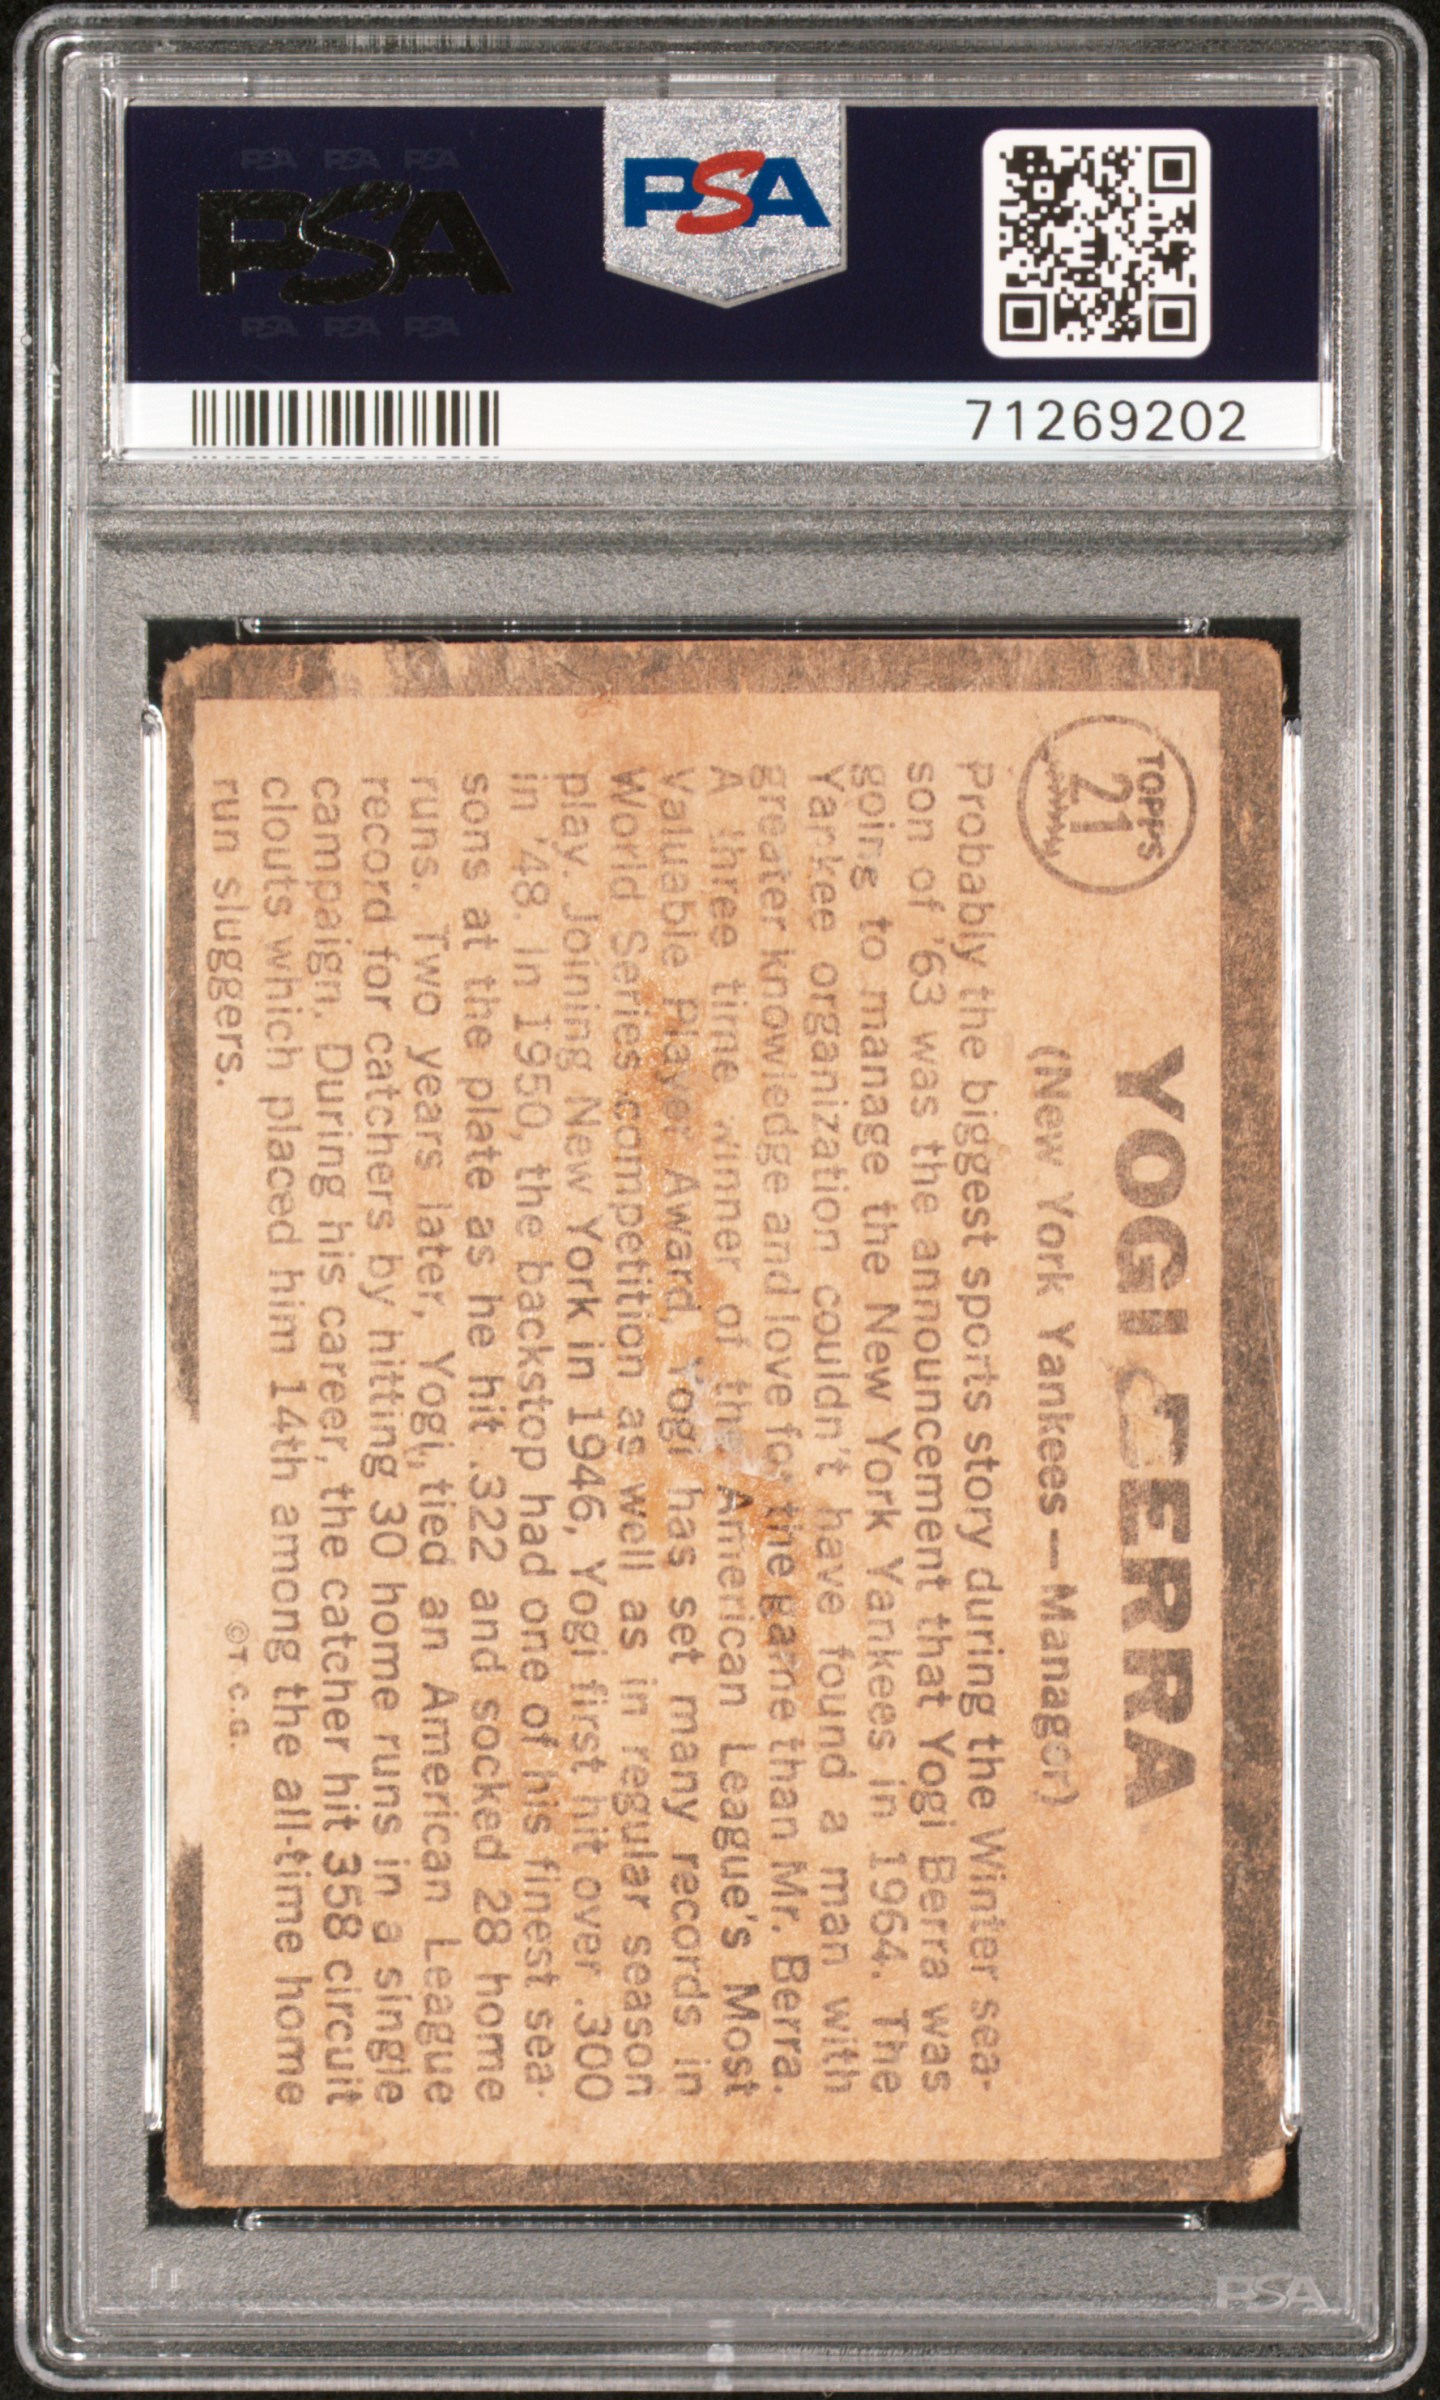 PSA PSA PSA
PSA
PSA PSA PSA
PSA
71269202
TOPPS
21
YOGI BERRA
(New York Yankees—Manager)
Probably the biggest sports story during the Winter sea-
son of '63 was the announcement that Yogi Berra was
going to manage the New York Yankees in 1964. The
Yankee organization couldn't have found a man with
greater knowledge and love for the game than Mr. Berra.
A three time winner of the American League's Most
Valuable Player Award, Yogi has set many records in
World Series competition as well as in regular season
play. Joining New York in 1946, Yogi first hit over .300
in '48. In 1950, the backstop had one of his finest sea-
sons at the plate as he hit .322 and socked 28 home
runs. Two years later, Yogi, tied an American League
record for catchers by hitting 30 home runs in a single
campaign. During his career, the catcher hit 358 circuit
clouts which placed him 14th among the all-time home
run sluggers.
©T.C.G.
PSA